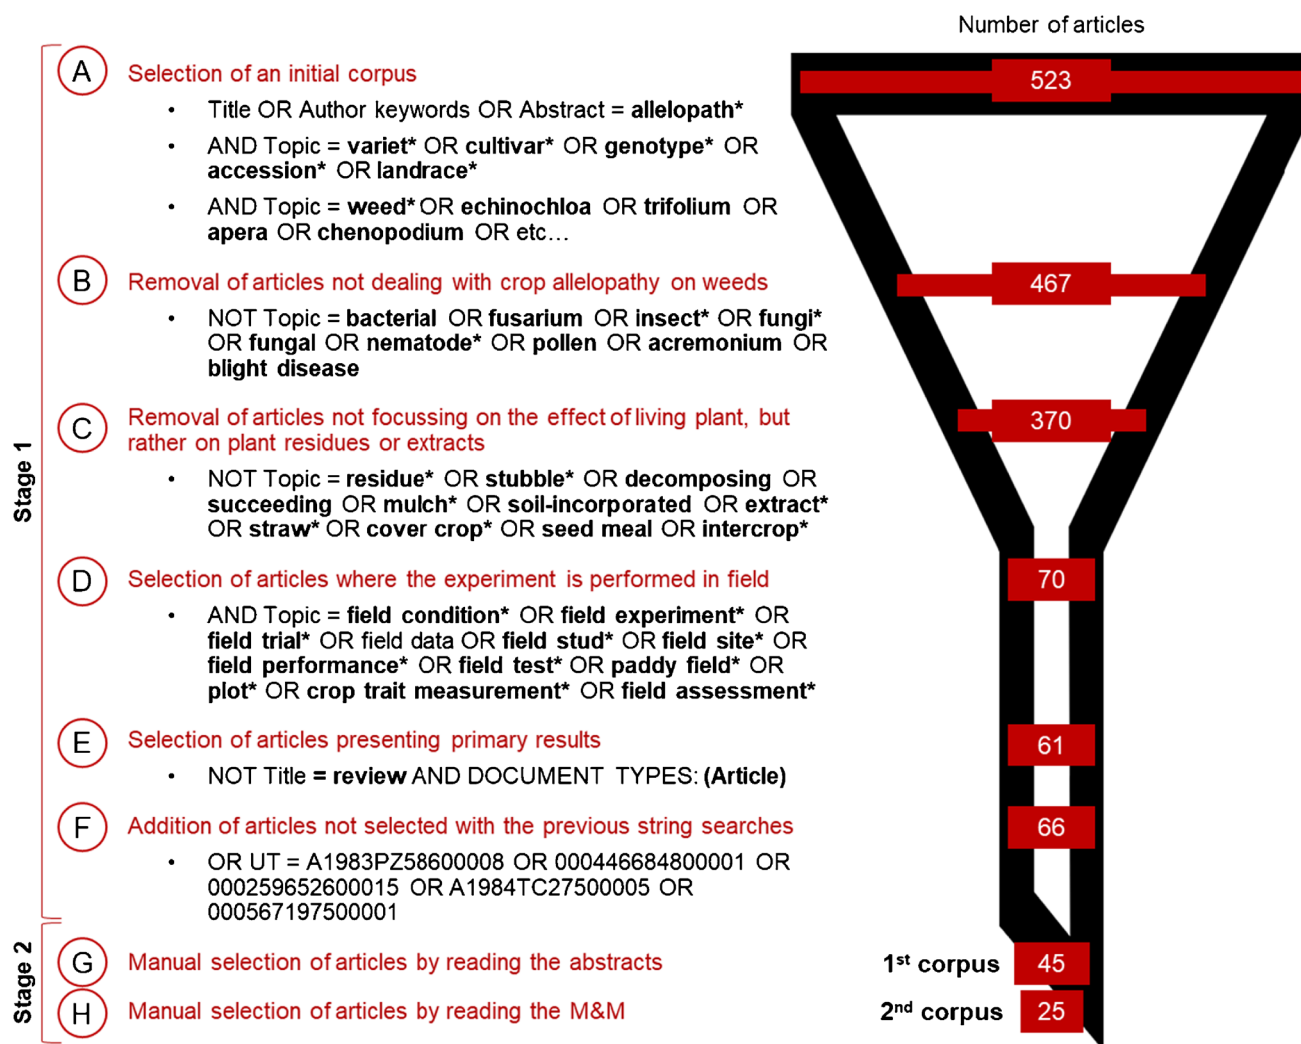 Number of articles
Stage 1
A
Selection of an initial corpus
523
• Title OR Author keywords OR Abstract = allelopath*
• AND Topic = variet* OR cultivar* OR genotype* OR
accession* OR landrace*
• AND Topic = weed* OR echinochloa OR trifolium OR
apera OR chenopodium OR etc...
B
Removal of articles not dealing with crop allelopathy on weeds
467
• NOT Topic = bacterial OR fusarium OR insect* OR fungi*
OR fungal OR nematode* OR pollen OR acremonium OR
blight disease
C
Removal of articles not focussing on the effect of living plant, but
rather on plant residues or extracts
370
• NOT Topic = residue* OR stubble* OR decomposing OR
succeeding OR mulch* OR soil-incorporated OR extract*
OR straw* OR cover crop* OR seed meal OR intercrop*
D
Selection of articles where the experiment is performed in field
70
• AND Topic = field condition* OR field experiment* OR
field trial* OR field data OR field stud* OR field site* OR
field performance* OR field test* OR paddy field* OR
plot* OR crop trait measurement* OR field assessment*
E
Selection of articles presenting primary results
61
• NOT Title = review AND DOCUMENT TYPES: (Article)
F
Addition of articles not selected with the previous string searches
66
• OR UT = A1983PZ58600008 OR 000446684800001 OR
000259652600015 OR A1984TC27500005 OR
000567197500001
Stage 2
G
Manual selection of articles by reading the abstracts
1st corpus
45
H
Manual selection of articles by reading the M&M
2nd corpus
25